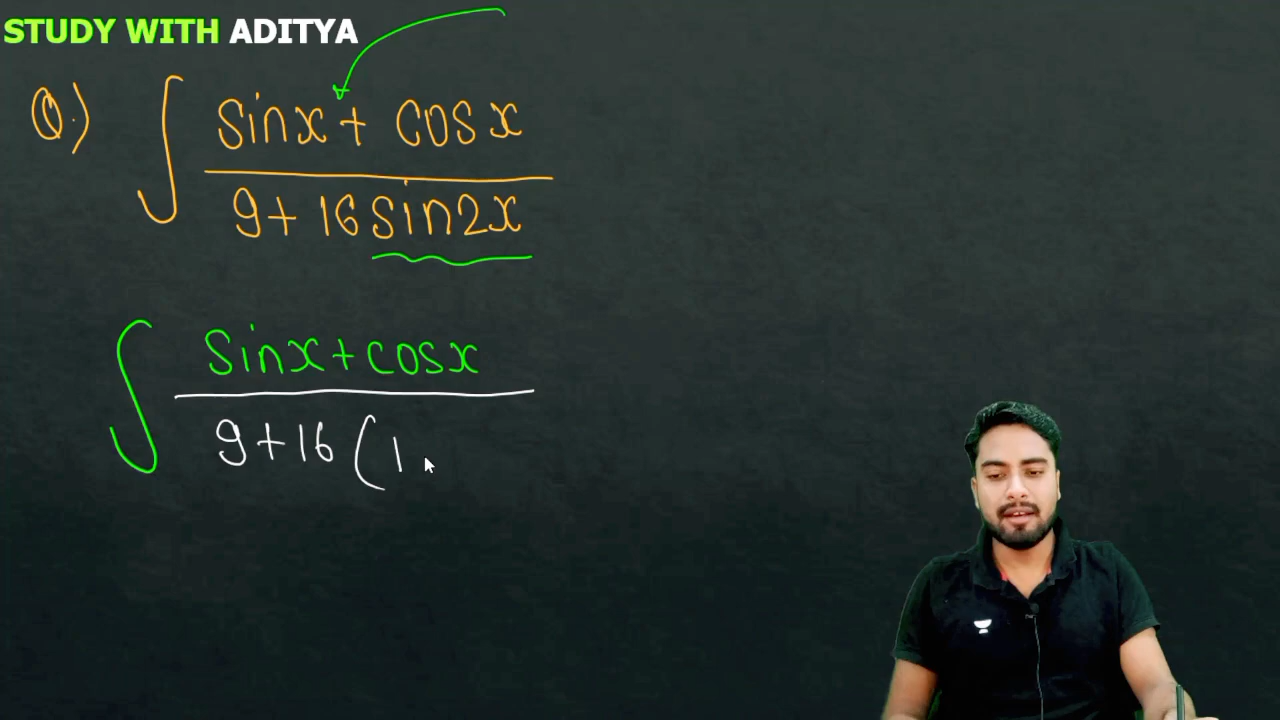 STUDY WITH ADITYA
Q.) ∫ sinx + cosx
9 + 16 sin2x
∫ sinx + cosx
9 + 16 ( 1 .